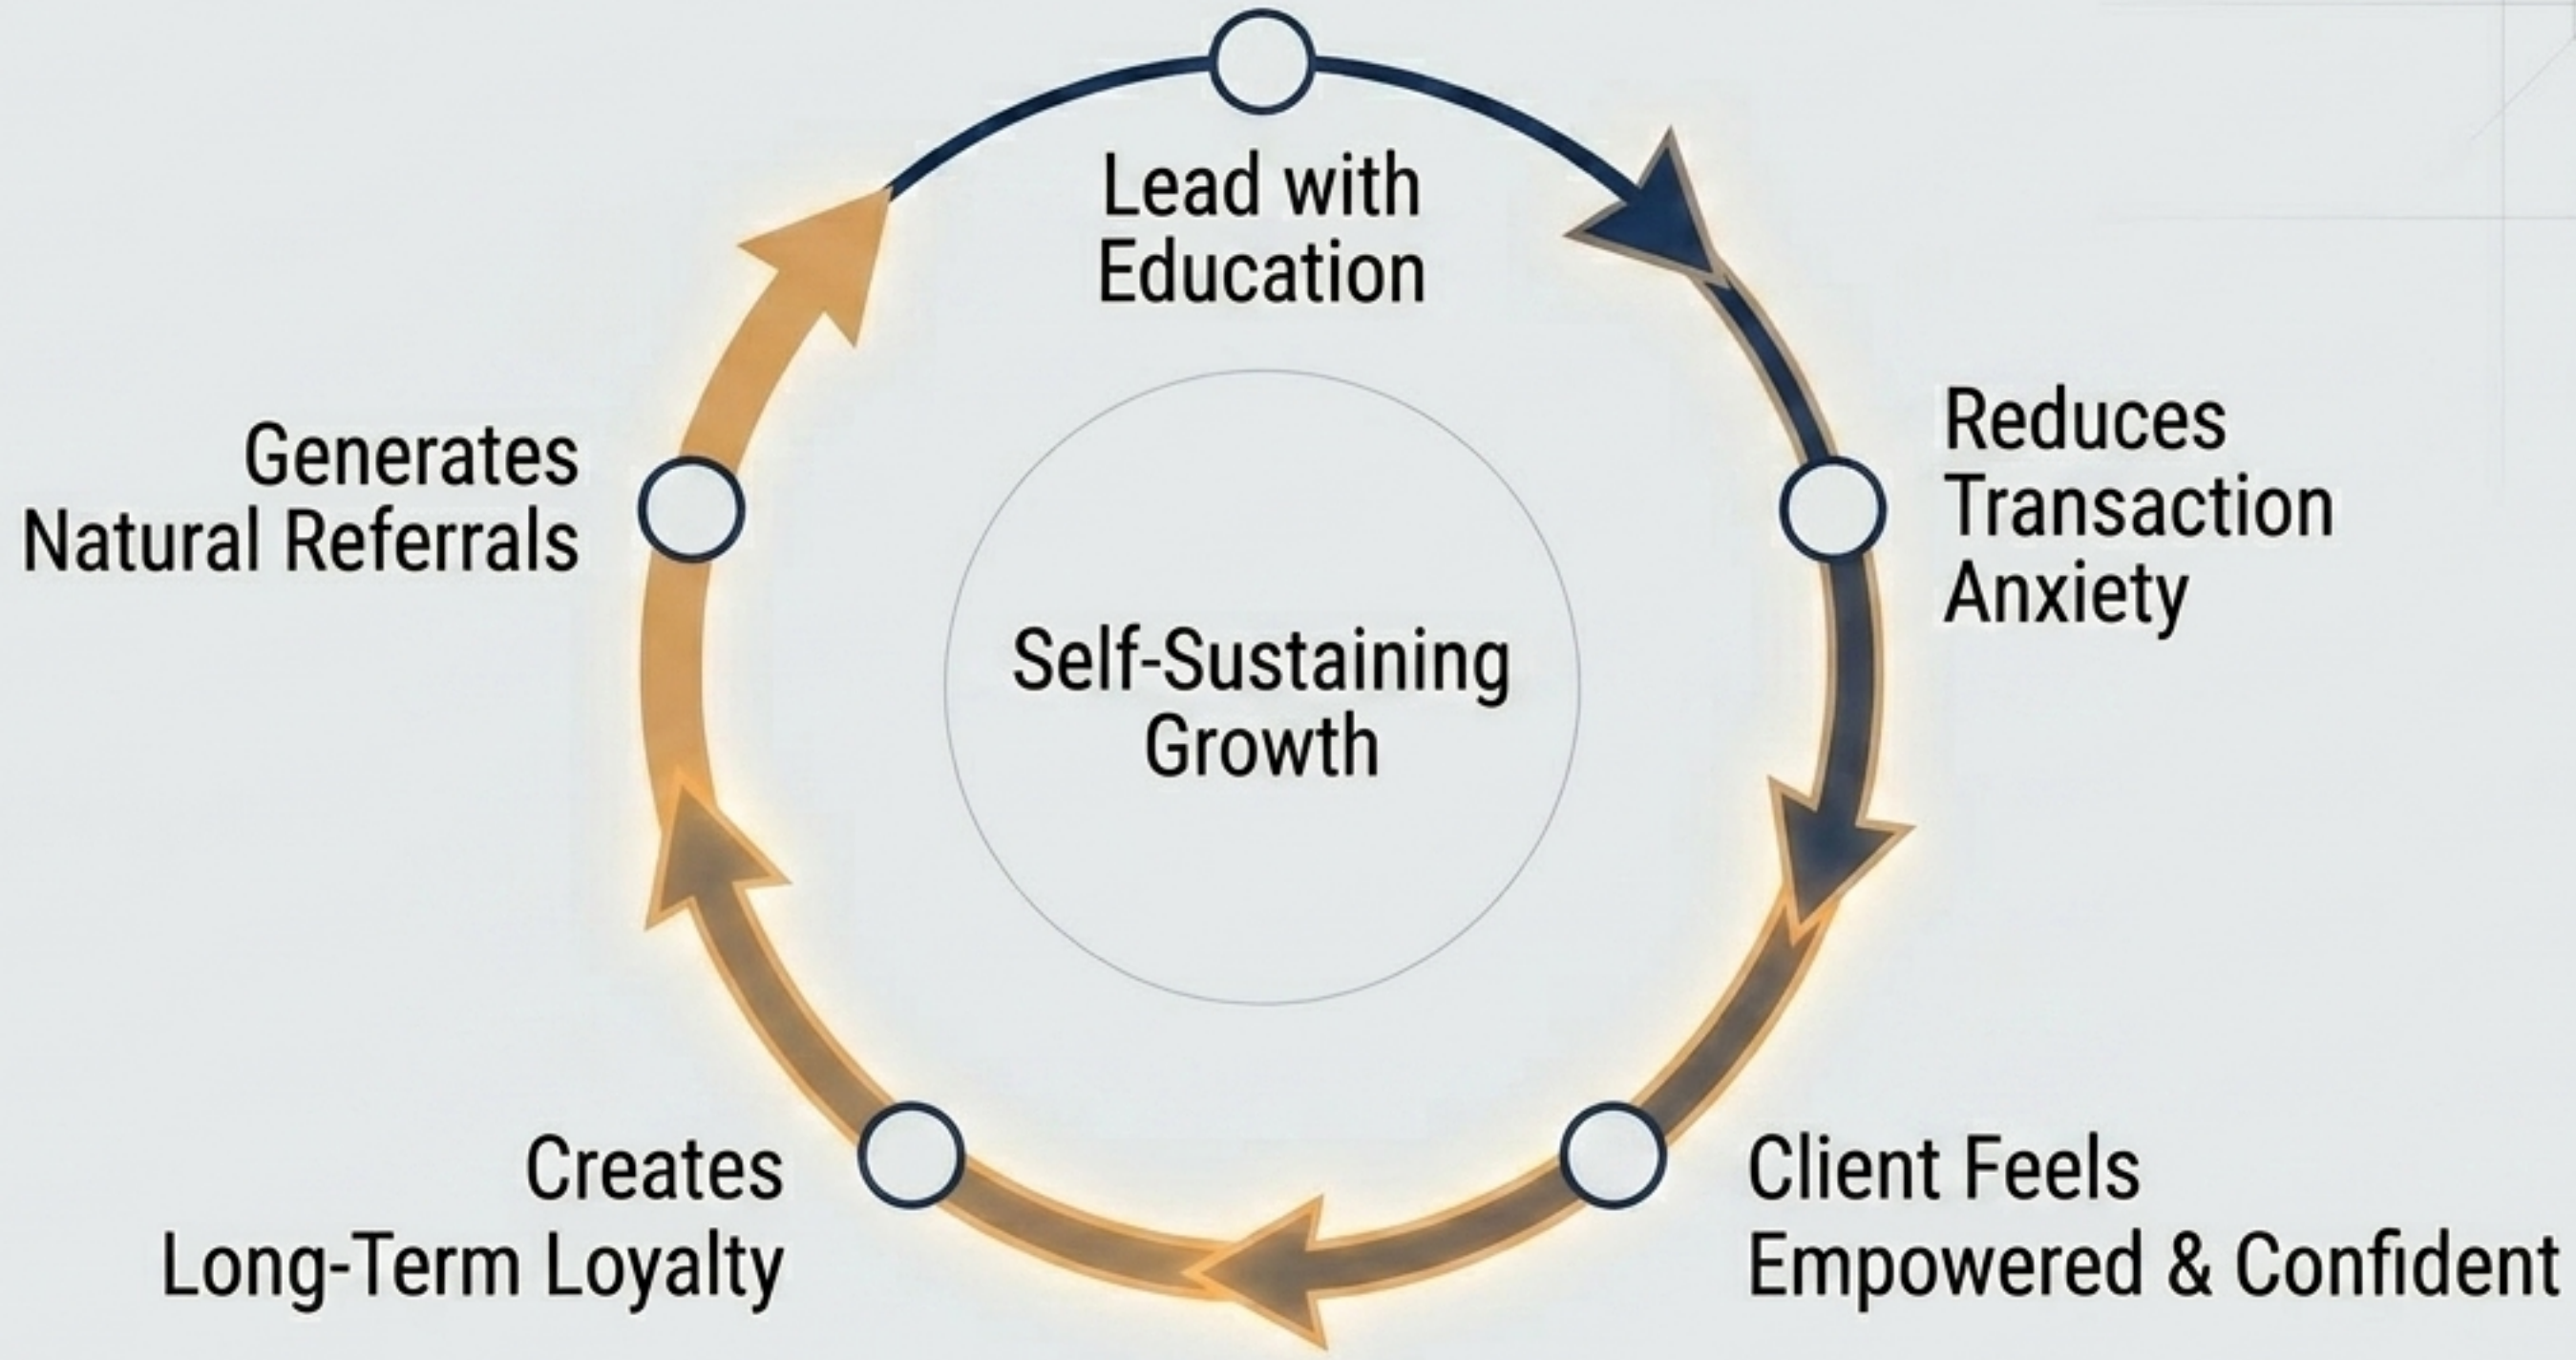 Lead with
Education
Reduces
Transaction
Anxiety
Client Feels
Empowered & Confident
Creates
Long-Term Loyalty
Generates
Natural Referrals
Self-Sustaining
Growth